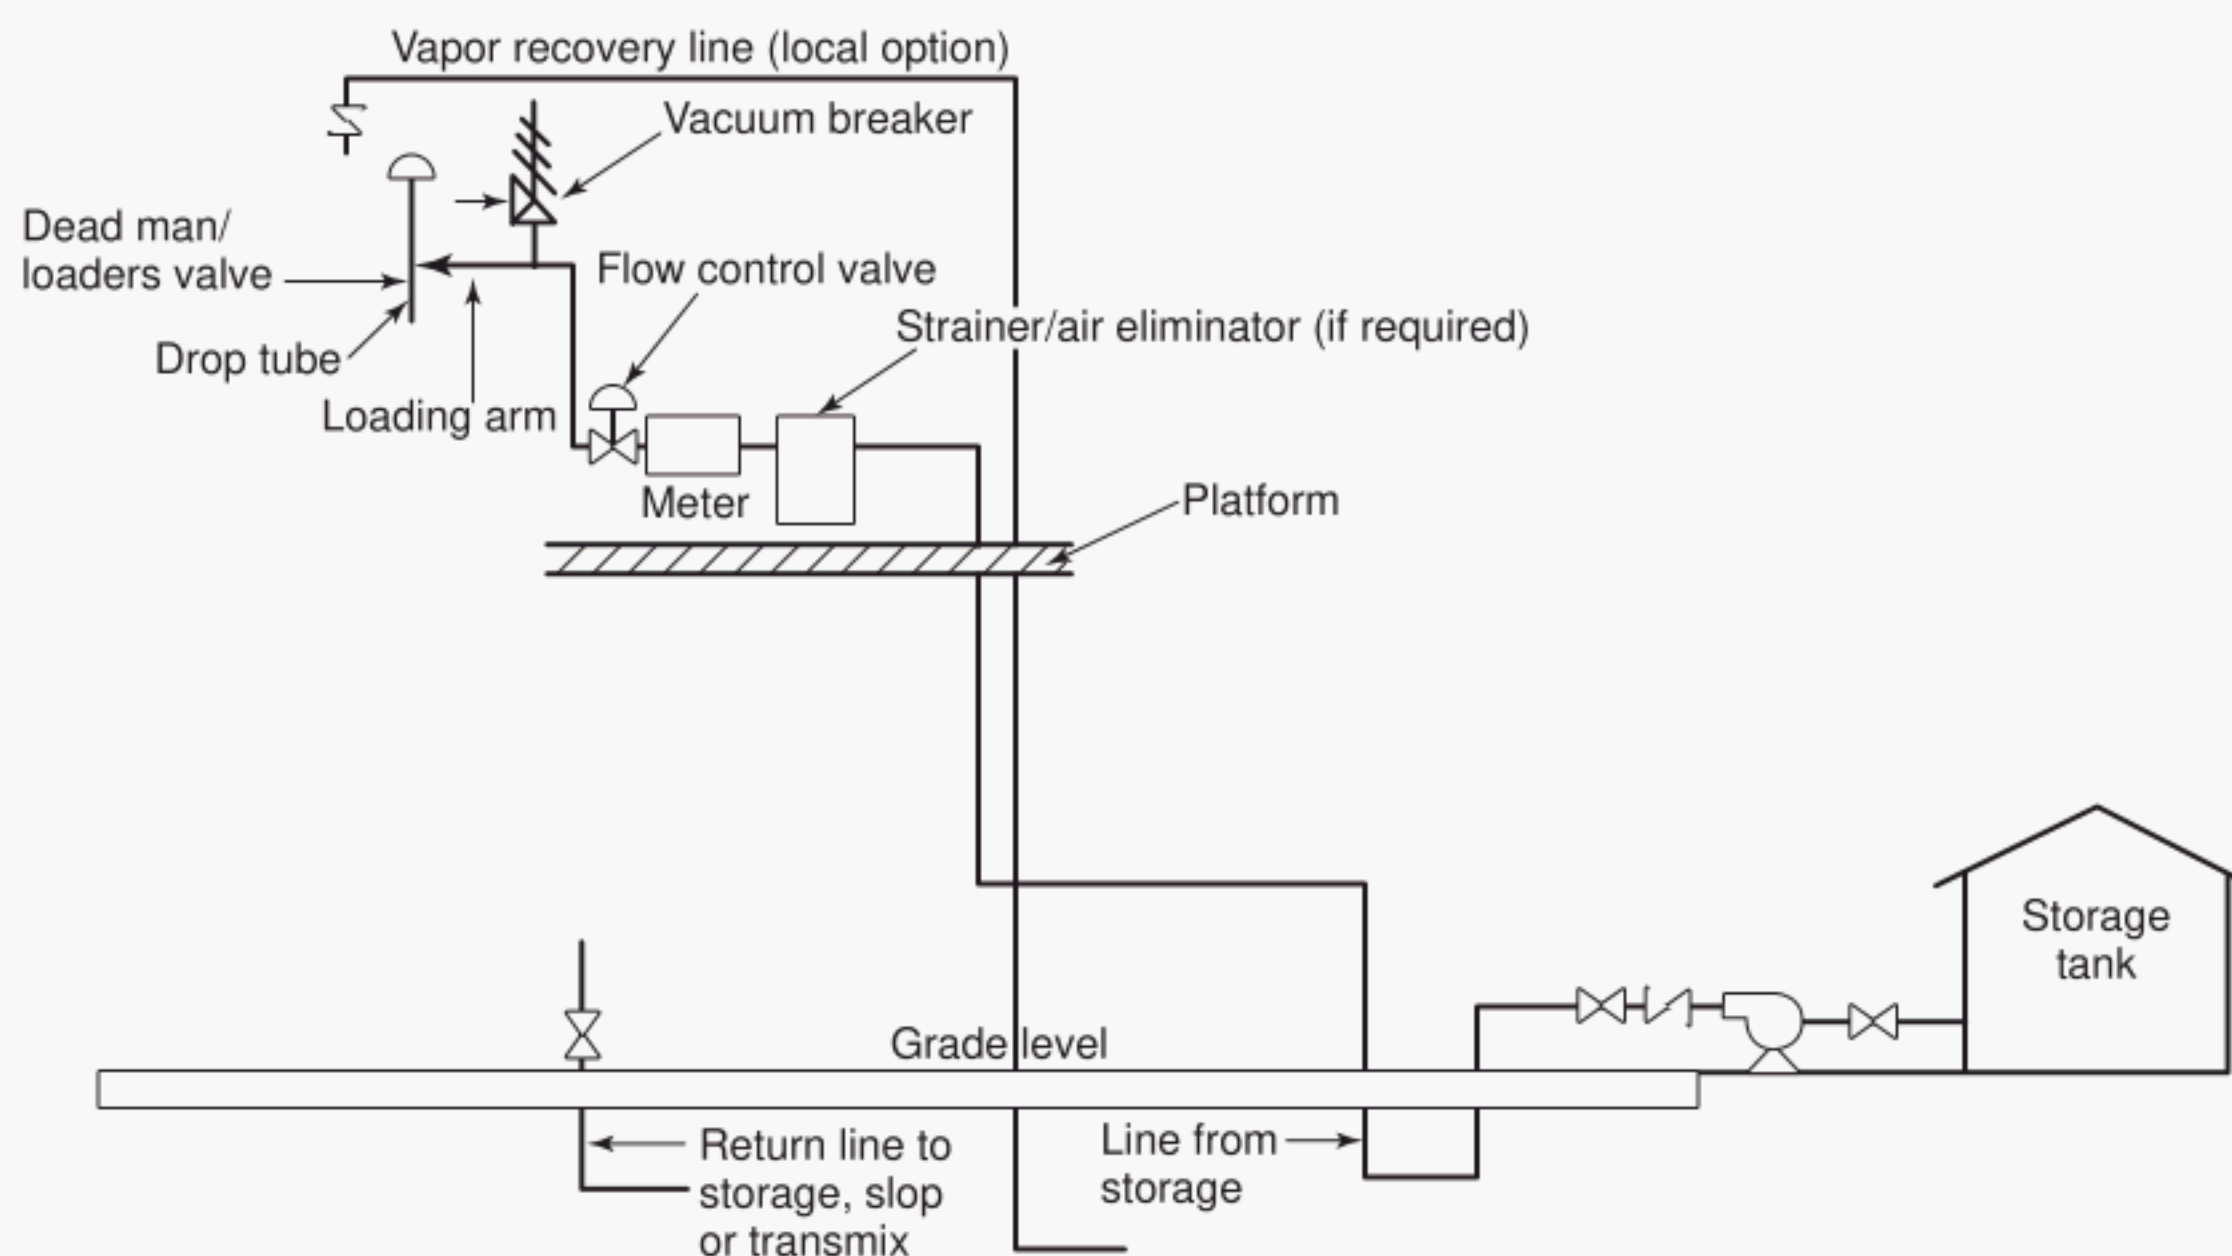 Vapor recovery line (local option)
Vacuum breaker
Dead man/
loaders valve
Flow control valve
Strainer/air eliminator (if required)
Drop tube
Loading arm
Meter
Platform
Storage
tank
Grade level
Return line to
storage, slop
or transmix
Line from
storage